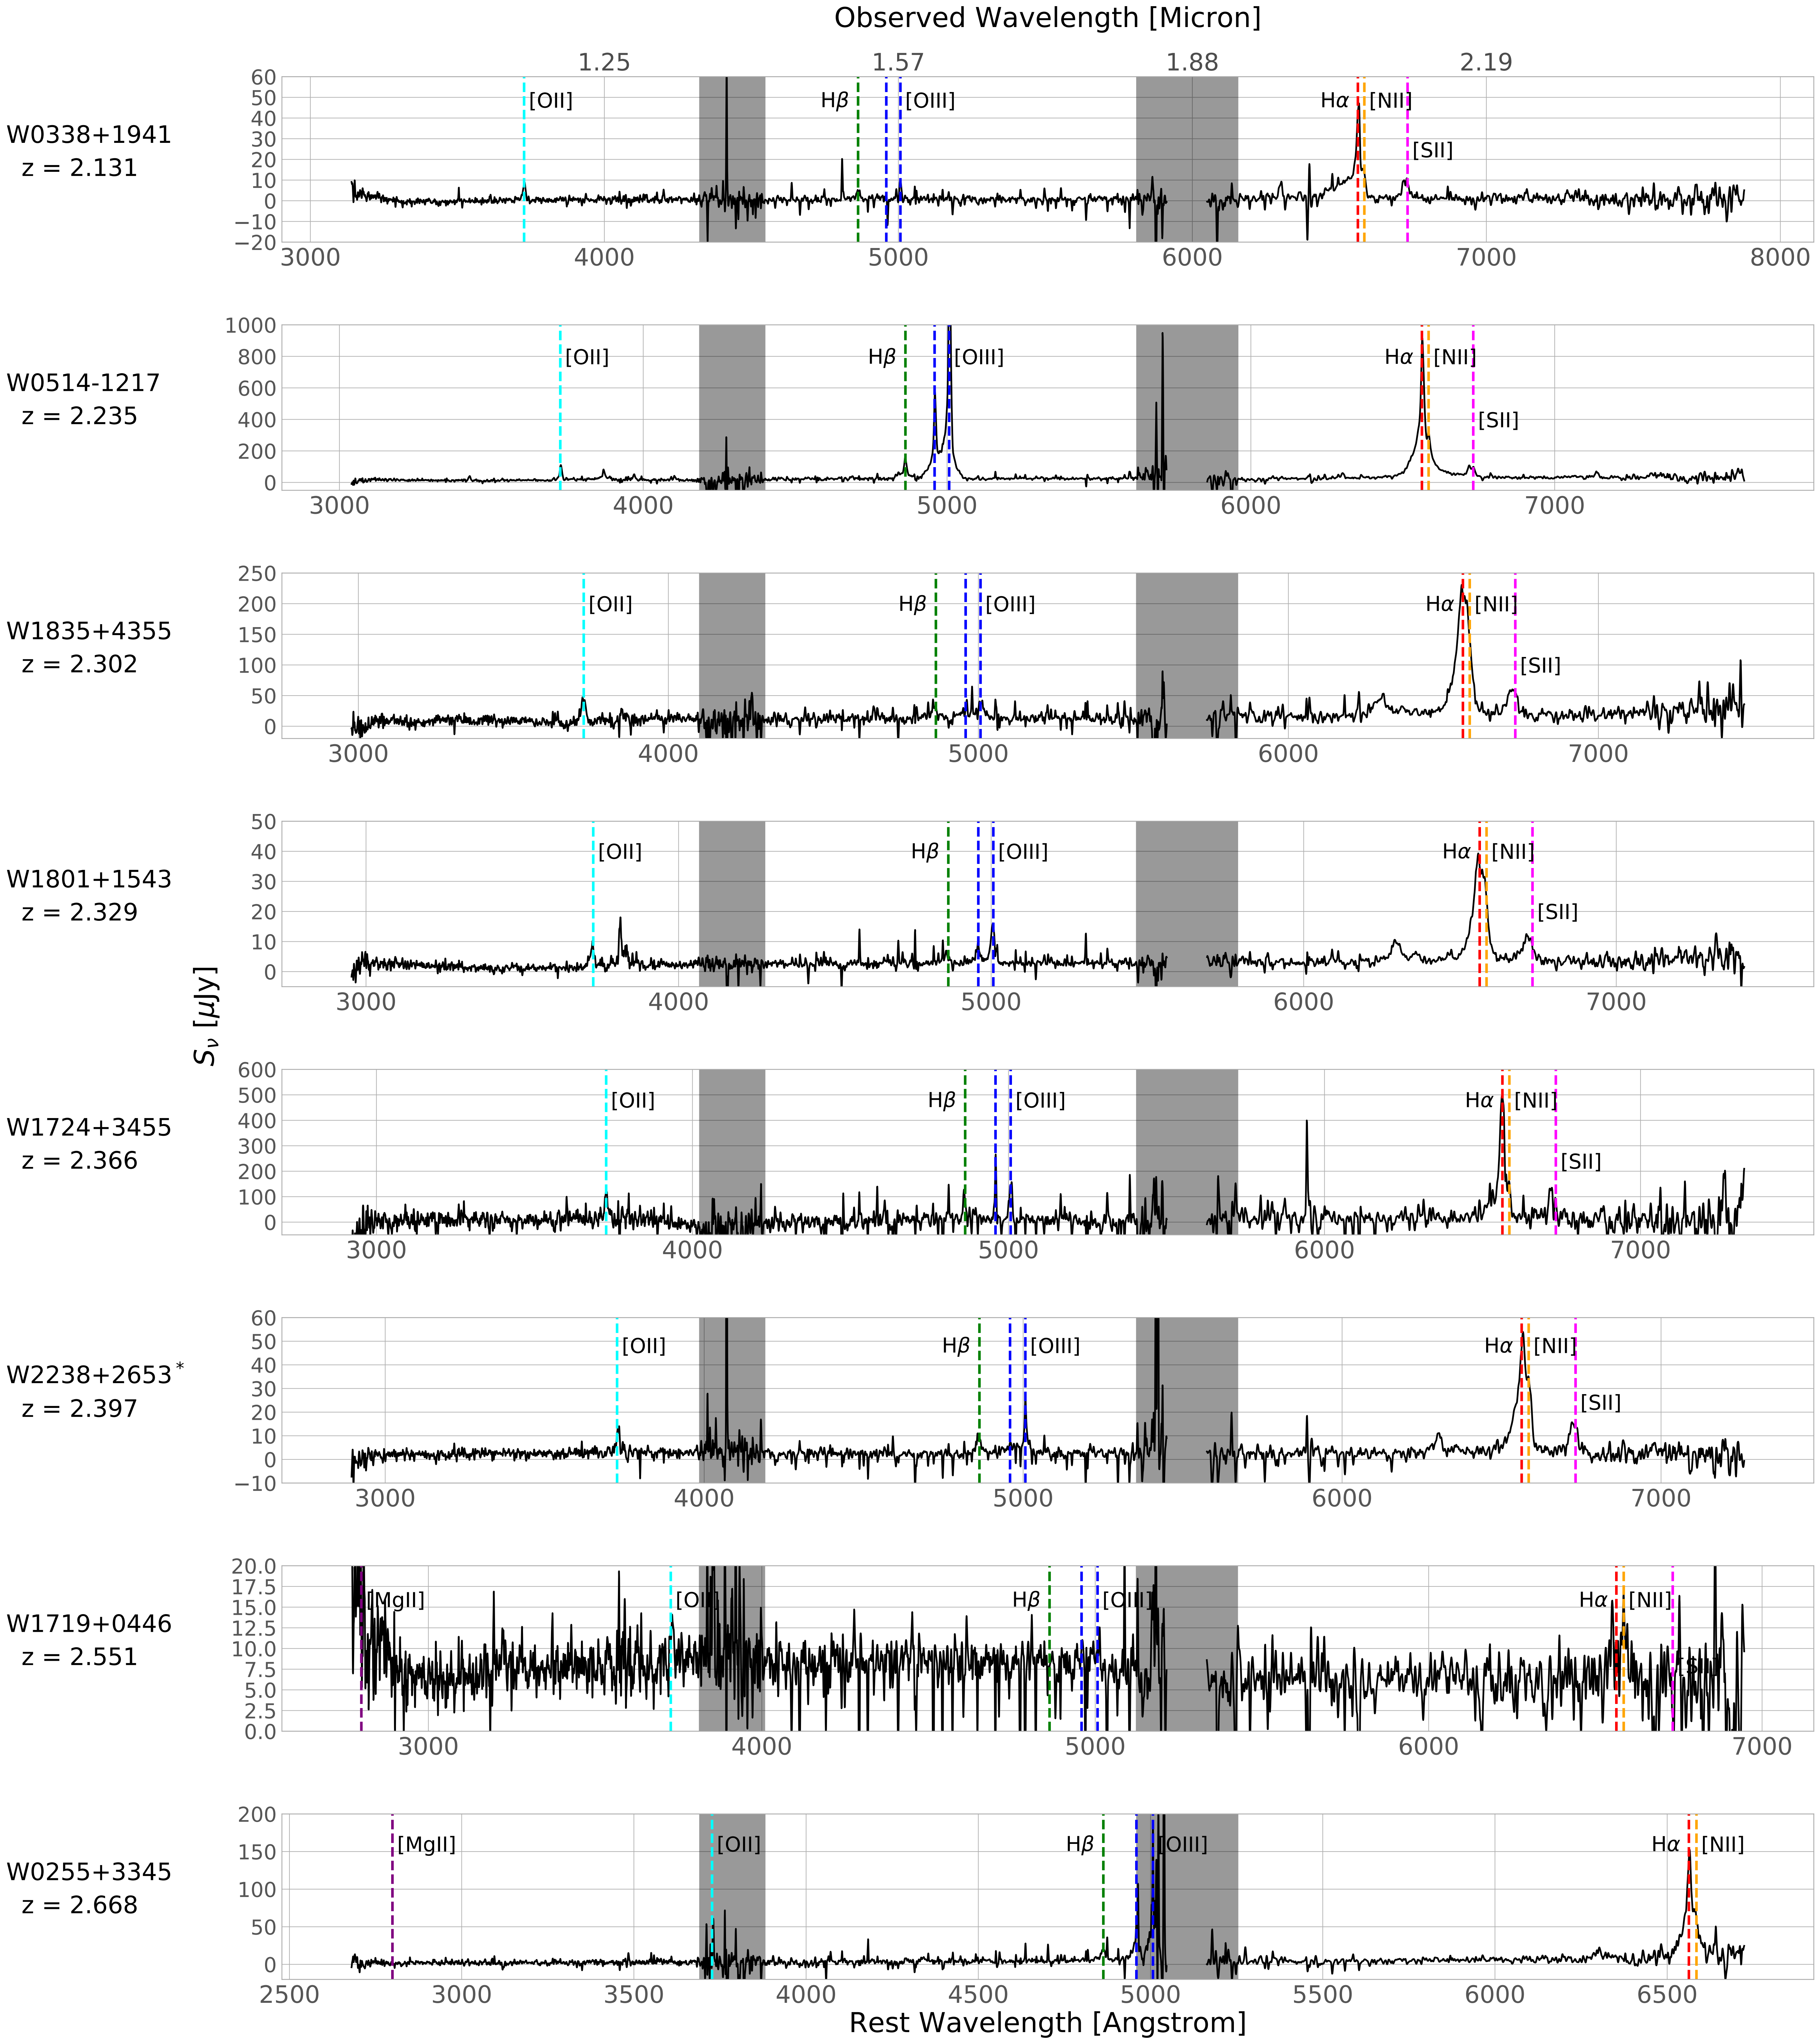 Observed Wavelength [Micron]
1.25 1.57 1.88 2.19
W0338+1941
z = 2.131
60
50
40
30
20
10
0
−10
−20
[OII] Hβ [OIII] Hα [NII]
[SII]
3000 4000 5000 6000 7000 8000
W0514-1217
z = 2.235
1000
800
600
400
200
0
[OII] Hβ [OIII] Hα [NII]
[SII]
3000 4000 5000 6000 7000
W1835+4355
z = 2.302
250
200
150
100
50
0
[OII] Hβ [OIII] Hα [NII]
[SII]
3000 4000 5000 6000 7000
W1801+1543
z = 2.329
50
40
30
20
10
0
[OII] Hβ [OIII] Hα [NII]
[SII]
3000 4000 5000 6000 7000
Sν [μJy]
W1724+3455
z = 2.366
600
500
400
300
200
100
0
[OII] Hβ [OIII] Hα [NII]
[SII]
3000 4000 5000 6000 7000
W2238+2653*
z = 2.397
60
50
40
30
20
10
0
−10
[OII] Hβ [OIII] Hα [NII]
[SII]
3000 4000 5000 6000 7000
W1719+0446
z = 2.551
20.0
17.5
15.0
12.5
10.0
7.5
5.0
2.5
0.0
[MgII] [OII] Hβ [OIII] Hα [NII]
[SII]
3000 4000 5000 6000 7000
W0255+3345
z = 2.668
200
150
100
50
0
[MgII] [OII] Hβ [OIII] Hα [NII]
2500 3000 3500 4000 4500 5000 5500 6000 6500
Rest Wavelength [Angstrom]